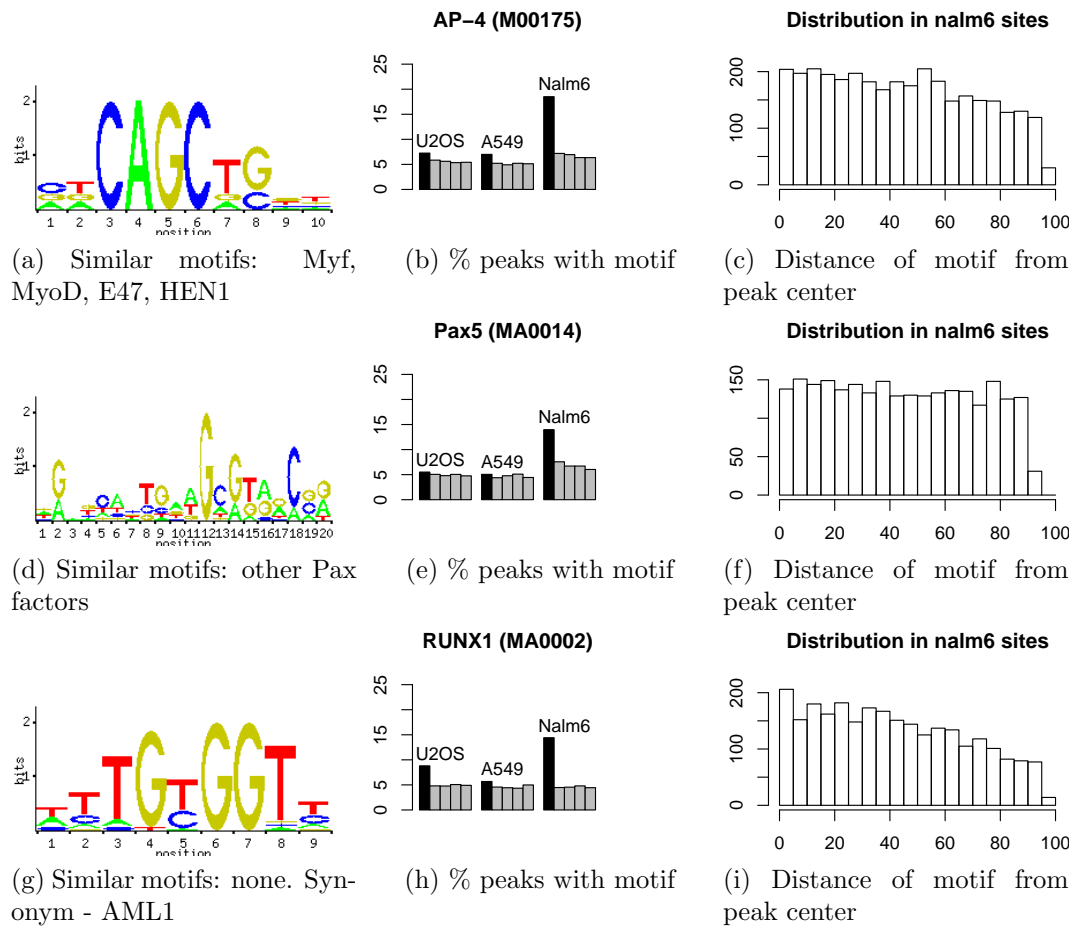 AP−4 (M00175)
Distribution in nalm6 sites
bits
2
1
CAGCTG
1 2 3 4 5 6 7 8 9 10
position
25
15
5
0
U2OS
A549
Nalm6
200
100
0
0 20 40 60 80 100
(a) Similar motifs: Myf,
MyoD, E47, HEN1
(b) % peaks with motif
(c) Distance of motif from
peak center
Pax5 (MA0014)
Distribution in nalm6 sites
bits
2
1
1 2 3 4 5 6 7 8 9 10 11 12 13 14 15 16 17 18 19 20
position
25
15
5
0
U2OS
A549
Nalm6
150
50
0
0 20 40 60 80 100
(d) Similar motifs: other Pax
factors
(e) % peaks with motif
(f) Distance of motif from
peak center
RUNX1 (MA0002)
Distribution in nalm6 sites
bits
2
1
TGTGGT
1 2 3 4 5 6 7 8 9
position
25
15
5
0
U2OS
A549
Nalm6
200
100
0
0 20 40 60 80 100
(g) Similar motifs: none. Syn-
onym - AML1
(h) % peaks with motif
(i) Distance of motif from
peak center